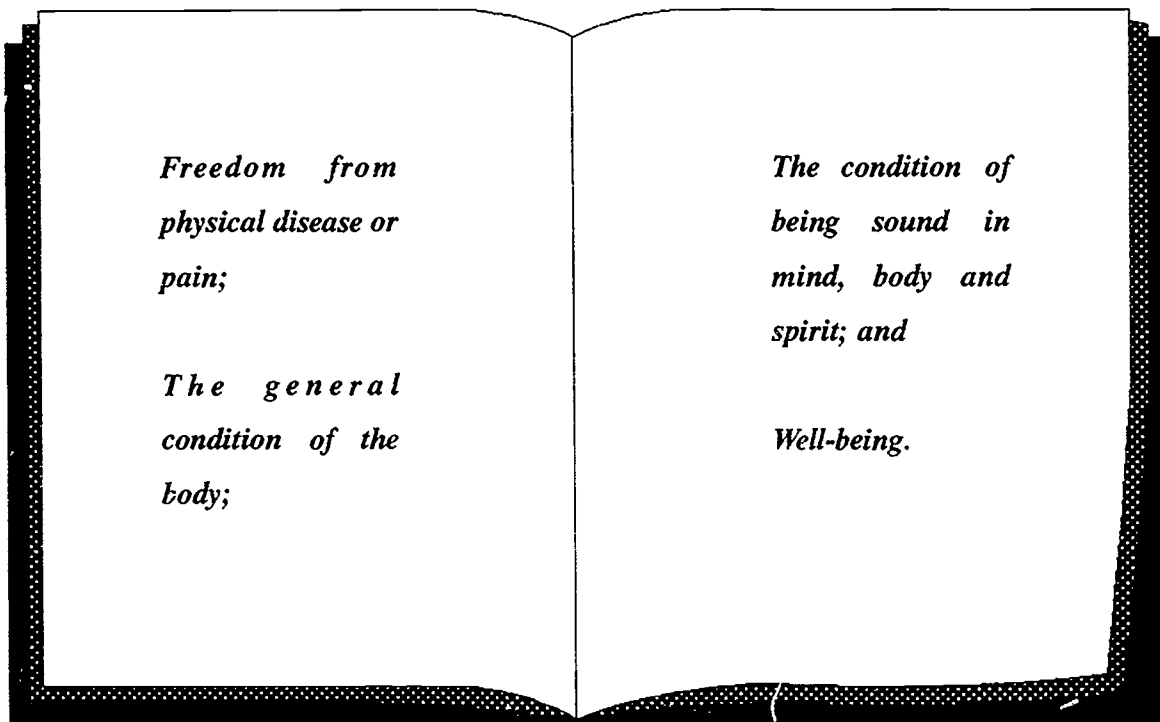 Freedom from
physical disease or
pain;
The general
condition of the
body;
The condition of
being sound in
mind, body and
spirit; and
Well-being.